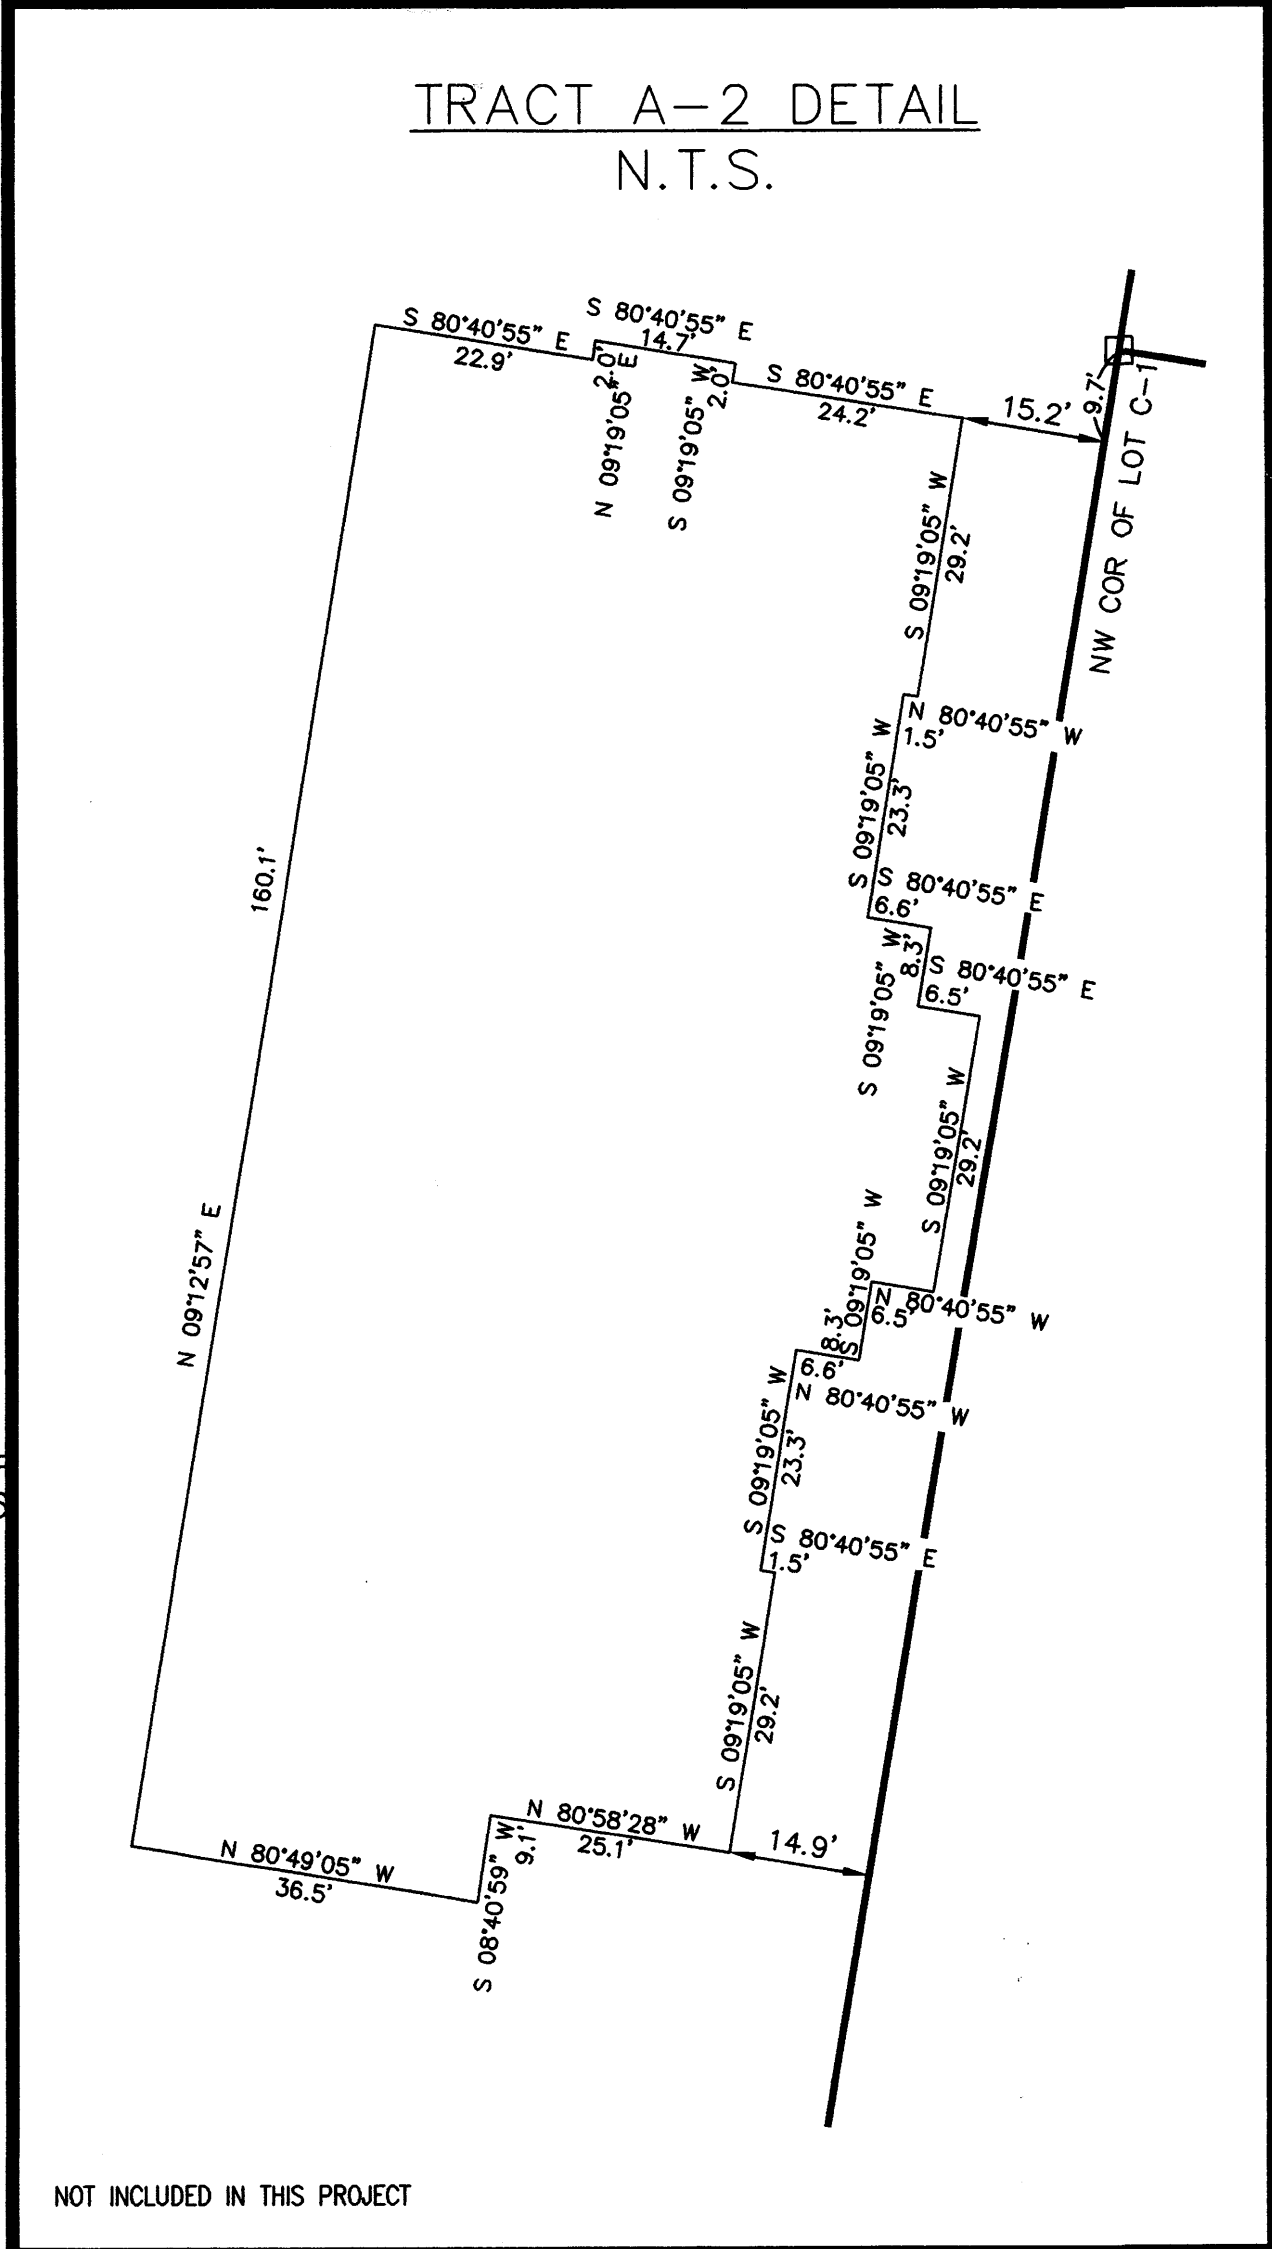 TRACT A-2 DETAIL
N.T.S.
S 80°40'55" E
22.9'
S 80°40'55" E
14.7'
2.0'
N 09°19'05" E
S 09°19'05" W
2.0'
S 80°40'55" E
24.2'
15.2'
9.7'
NW COR OF LOT C-1
S 09°19'05" W
29.2'
N 80°40'55" W
1.5'
S 09°19'05" W
23.3'
S 80°40'55" E
6.6'
S 09°19'05" W
8.3'
S 80°40'55" E
6.5'
S 09°19'05" W
29.2'
N 80°40'55" W
6.5'
S 09°19'05" W
8.3'
6.6'
N 80°40'55" W
S 09°19'05" W
23.3'
S 80°40'55" E
1.5'
S 09°19'05" W
29.2'
14.9'
N 80°58'28" W
25.1'
S 08°40'59" W
9.1'
N 80°49'05" W
36.5'
N 09°12'57" E
160.1'
NOT INCLUDED IN THIS PROJECT